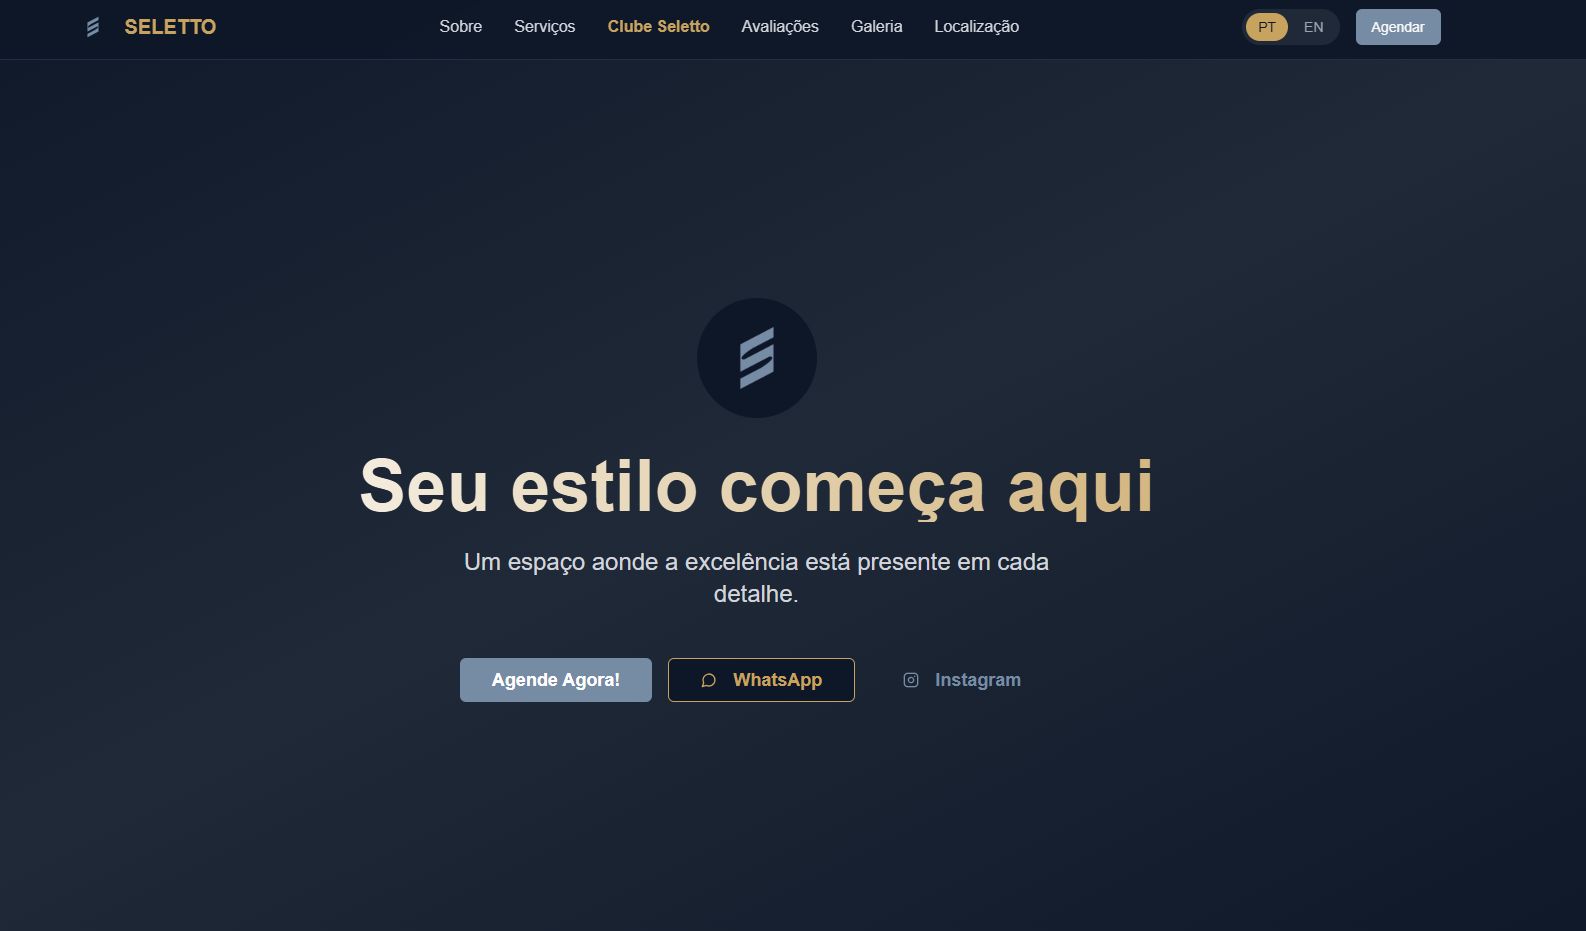 SELETTO
Sobre
Serviços
Clube Seletto
Avaliações
Galeria
Localização
PT
EN
Agendar
Seu estilo começa aqui
Um espaço aonde a excelência está presente em cada
detalhe.
Agende Agora!
WhatsApp
Instagram